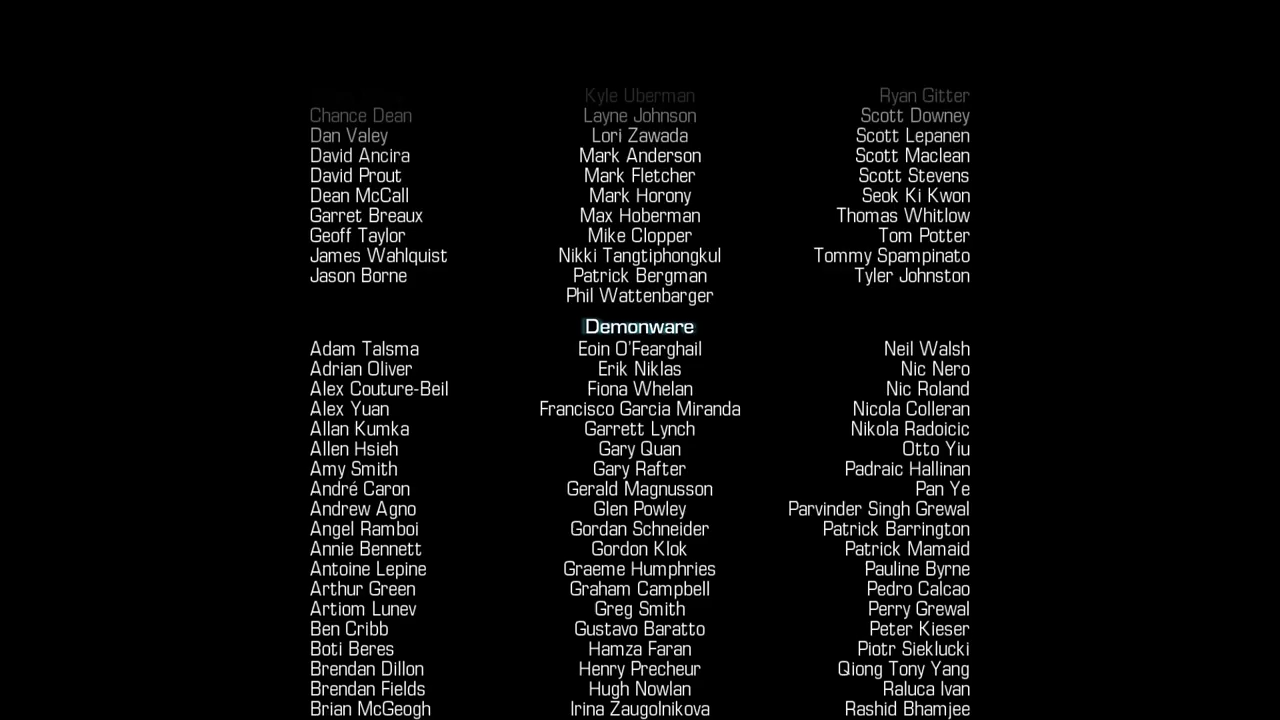 Kyle Uberman Ryan Gitter
Chance Dean Layne Johnson Scott Downey
Dan Valey Lori Zawada Scott Lepanen
David Ancira Mark Anderson Scott Maclean
David Prout Mark Fletcher Scott Stevens
Dean McCall Mark Horony Seok Ki Kwon
Garret Breaux Max Hoberman Thomas Whitlow
Geoff Taylor Mike Clopper Tom Potter
James Wahlquist Nikki Tangtiphongkul Tommy Spampinato
Jason Borne Patrick Bergman Tyler Johnston
Phil Wattenbarger
Demonware
Adam Talsma Eoin O'Fearghail Neil Walsh
Adrian Oliver Erik Niklas Nic Nero
Alex Couture-Beil Fiona Whelan Nic Roland
Alex Yuan Francisco Garcia Miranda Nicola Colleran
Allan Kumka Garrett Lynch Nikola Radoicic
Allen Hsieh Gary Quan Otto Yiu
Amy Smith Gary Rafter Padraic Hallinan
André Caron Gerald Magnusson Pan Ye
Andrew Agno Glen Powley Parvinder Singh Grewal
Angel Ramboi Gordan Schneider Patrick Barrington
Annie Bennett Gordon Klok Patrick Mamaid
Antoine Lepine Graeme Humphries Pauline Byrne
Arthur Green Graham Campbell Pedro Calcao
Artiom Lunev Greg Smith Perry Grewal
Ben Cribb Gustavo Baratto Peter Kieser
Boti Beres Hamza Faran Piotr Sieklucki
Brendan Dillon Henry Precheur Qiong Tony Yang
Brendan Fields Hugh Nowlan Raluca Ivan
Brian McGeogh Irina Zaugolnikova Rashid Bhamjee